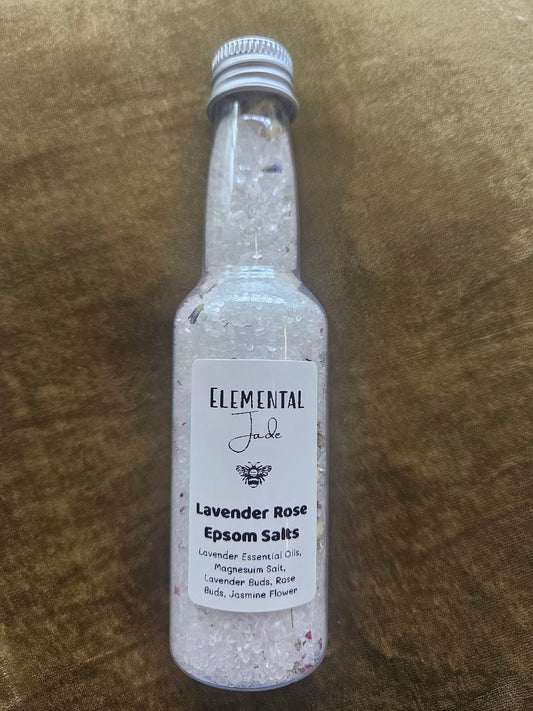 ELEMENTAL
Jade
Lavender Rose
Epsom Salts
Lavender Essential Oils,
Magnesuim Salt,
Lavender Buds, Rose
Buds, Jasmine Flower